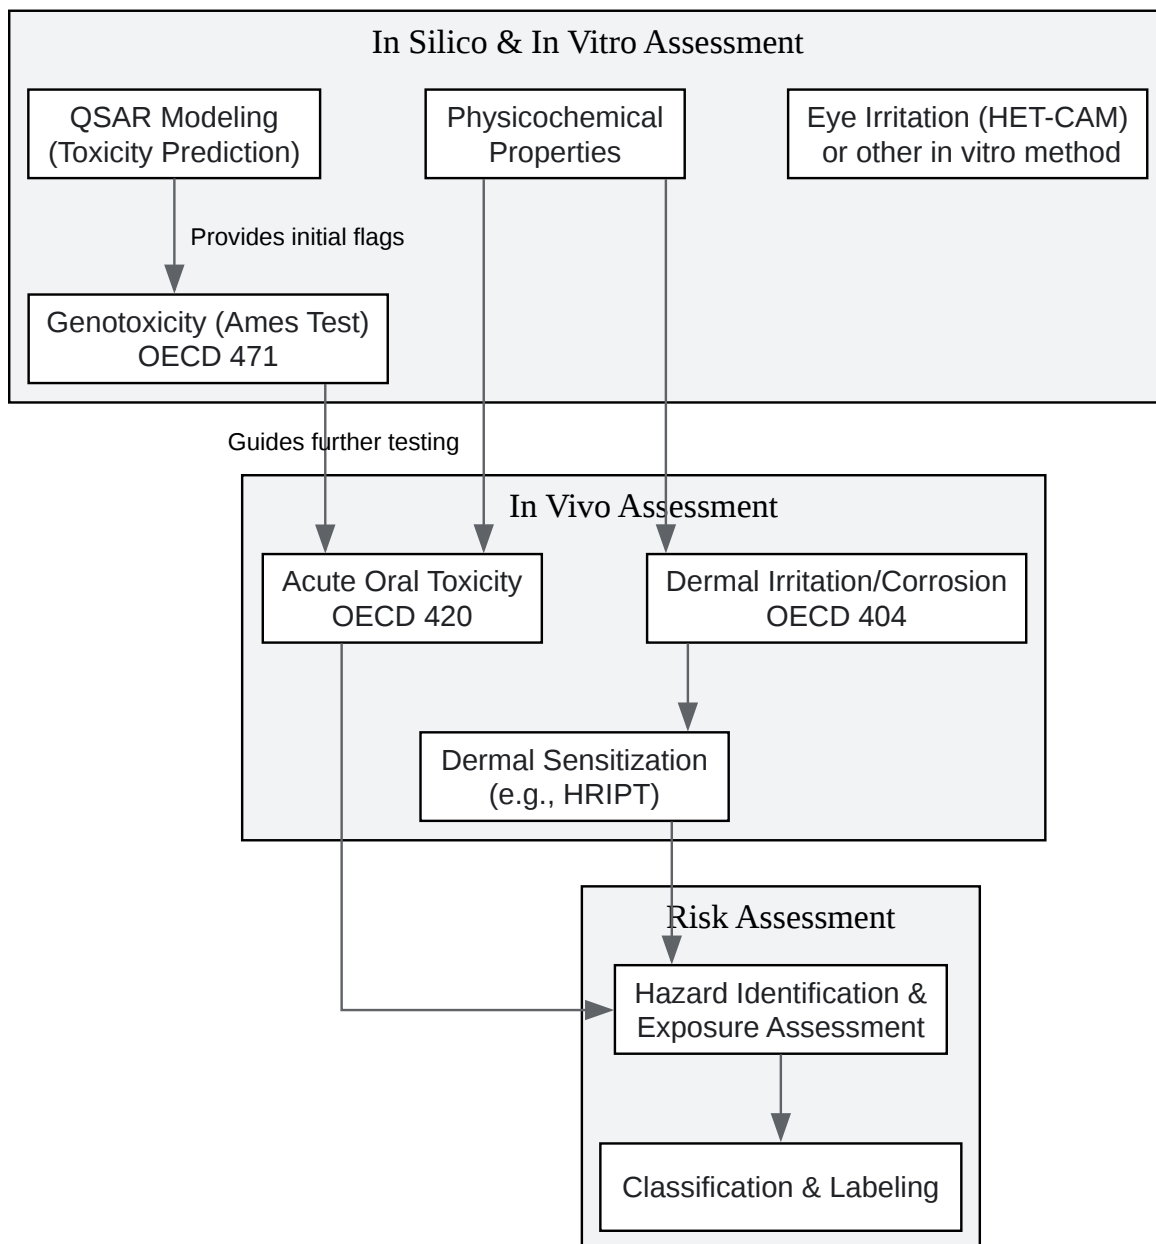 In Silico & In Vitro Assessment
QSAR Modeling
(Toxicity Prediction)
Physicochemical
Properties
Eye Irritation (HET-CAM)
or other in vitro method
Provides initial flags
Genotoxicity (Ames Test)
OECD 471
Guides further testing
In Vivo Assessment
Acute Oral Toxicity
OECD 420
Dermal Irritation/Corrosion
OECD 404
Dermal Sensitization
(e.g., HRIPT)
Risk Assessment
Hazard Identification &
Exposure Assessment
Classification & Labeling